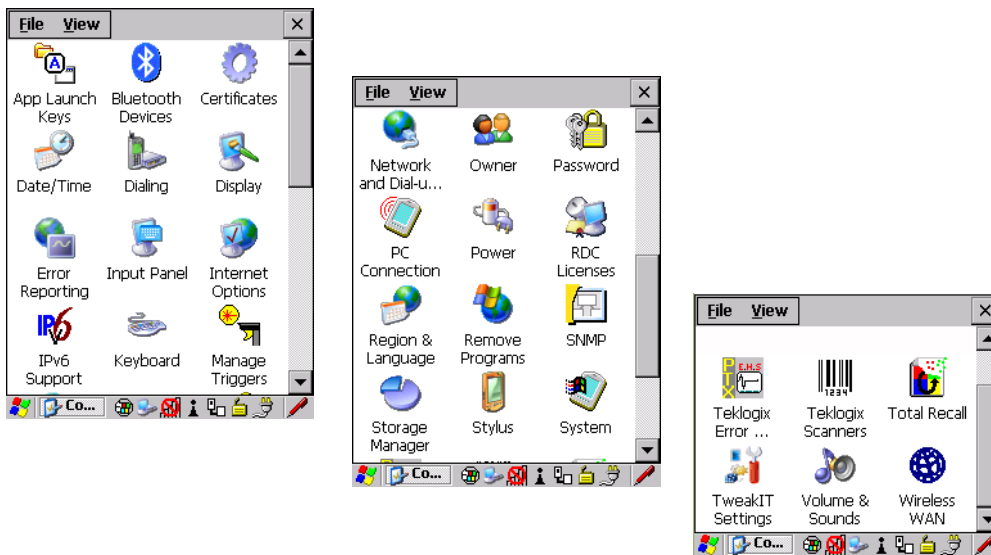 File View
App Launch Keys
Bluetooth Devices
Certificates
Date/Time
Dialing
Display
Error Reporting
Input Panel
Internet Options
IPv6
IPv6 Support
Keyboard
Manage Triggers
Co...
File View
Network and Dial-u...
Owner
Password
PC Connection
Power
RDC Licenses
Region & Language
Remove Programs
SNMP
Storage Manager
Stylus
System
Co...
File View
E.H.S
Teklogix Error ...
1234
Teklogix Scanners
Total Recall
TweakIT Settings
Volume & Sounds
Wireless WAN
Co...